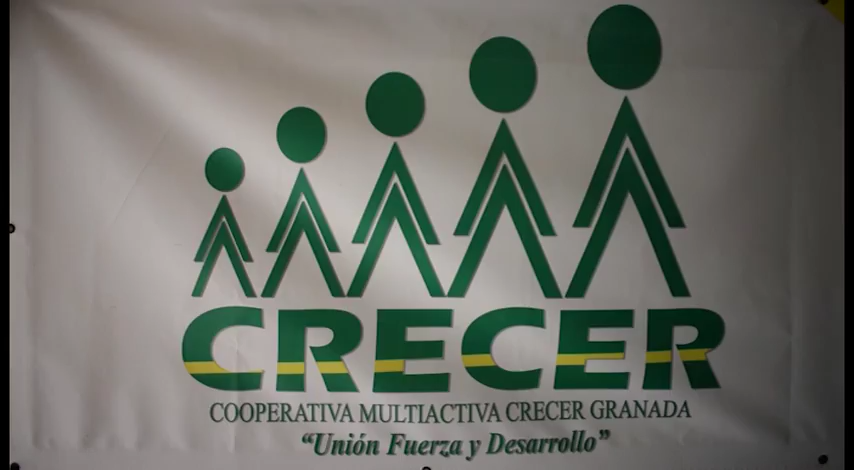 CRECER
COOPERATIVA MULTIACTIVA CRECER GRANADA
“Unión Fuerza y Desarrollo”